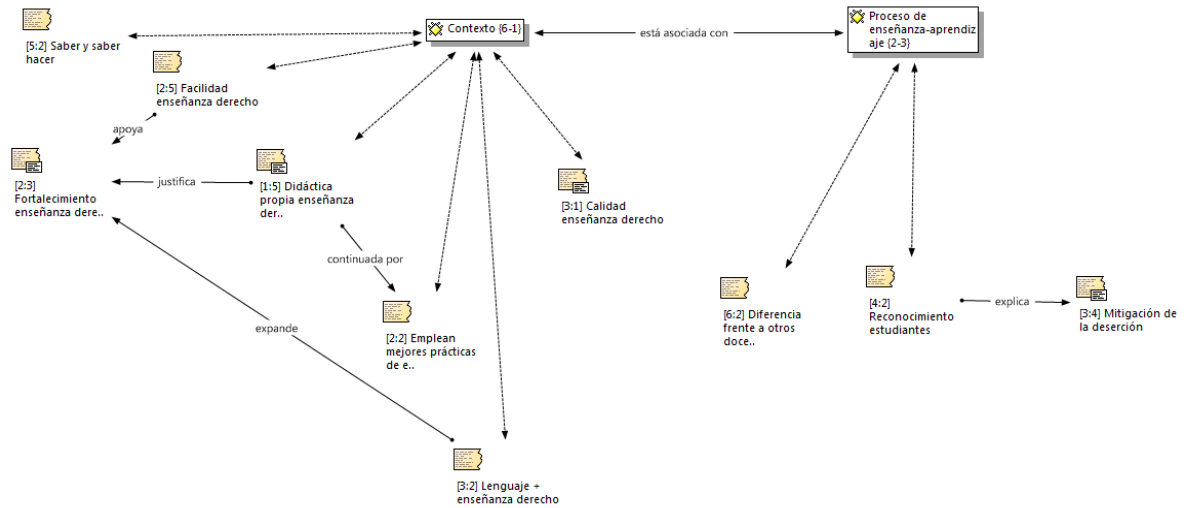 Contexto {6-1}
está asociada con
Proceso de
enseñanza-aprendiz
aje {2-3}
[5:2] Saber y saber
hacer
[2:5] Facilidad
enseñanza derecho
apoya
[2:3]
Fortalecimiento
enseñanza dere..
justifica
[1:5] Didáctica
propia enseñanza
der..
[3:1] Calidad
enseñanza derecho
continuada por
[2:2] Emplean
mejores prácticas
de e..
expande
[3:2] Lenguaje +
enseñanza derecho
[6:2] Diferencia
frente a otros
doce..
[4:2]
Reconocimiento
estudiantes
explica
[3:4] Mitigación de
la deserción